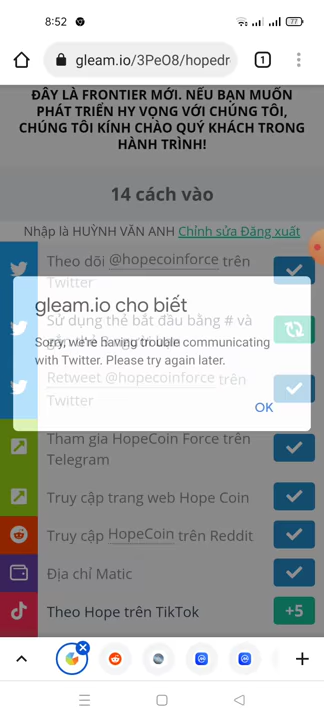 8:52
77
gleam.io/3PeO8/hopedr
1
ĐÂY LÀ FRONTIER MỚI. NẾU BẠN MUỐN
PHÁT TRIỂN HY VỌNG VỚI CHÚNG TÔI,
CHÚNG TÔI KÍNH CHÀO QUÝ KHÁCH TRONG
HÀNH TRÌNH!
14 cách vào
Nhập là HUỲNH VĂN ANH Chỉnh sửa Đăng xuất
Theo dõi @hopecoinforce trên
Twitter
gleam.io cho biết
Sử dụng thẻ bắt đầu bằng # và
Sorry, we're having trouble communicating
with Twitter. Please try again later.
Retweet @hopecoinforce trên
Twitter
OK
Tham gia HopeCoin Force trên
Telegram
Truy cập trang web Hope Coin
Truy cập HopeCoin trên Reddit
Địa chỉ Matic
Theo Hope trên TikTok
+5